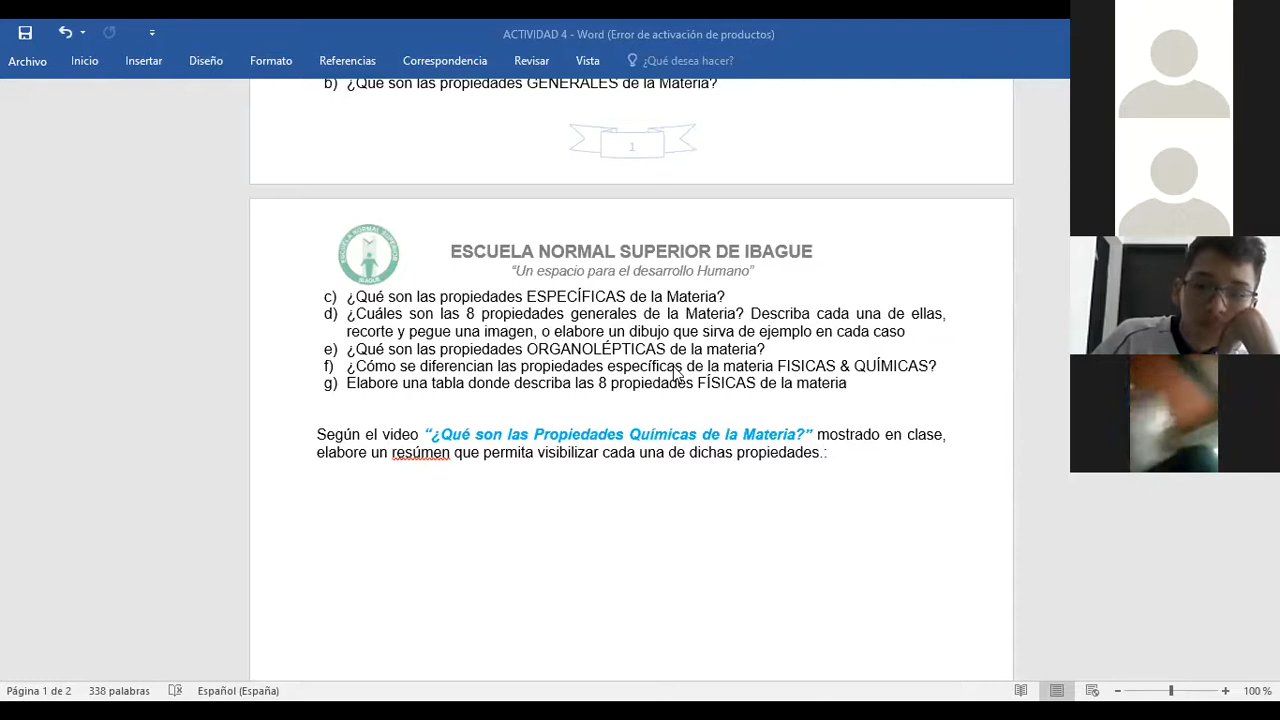 ACTIVIDAD 4 - Word (Error de activación de productos)
Archivo Inicio Insertar Diseño Formato Referencias Correspondencia Revisar Vista ¿Qué desea hacer?
b) ¿Qué son las propiedades GENERALES de la Materia?
1
ESCUELA NORMAL SUPERIOR
IBAGUE
ESCUELA NORMAL SUPERIOR DE IBAGUE
“Un espacio para el desarrollo Humano”
c) ¿Qué son las propiedades ESPECÍFICAS de la Materia?
d) ¿Cuáles son las 8 propiedades generales de la Materia? Describa cada una de ellas,
recorte y pegue una imagen, o elabore un dibujo que sirva de ejemplo en cada caso
e) ¿Qué son las propiedades ORGANOLÉPTICAS de la materia?
f) ¿Cómo se diferencian las propiedades específicas de la materia FISICAS & QUÍMICAS?
g) Elabore una tabla donde describa las 8 propiedades FÍSICAS de la materia
Según el video “¿Qué son las Propiedades Químicas de la Materia?” mostrado en clase,
elabore un resúmen que permita visibilizar cada una de dichas propiedades.:
Página 1 de 2 338 palabras Español (España) 100 %